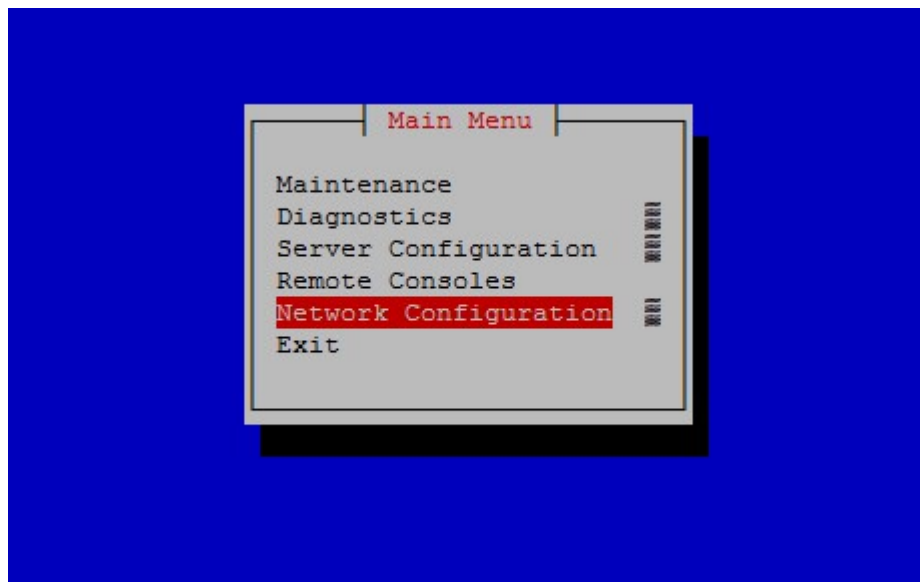 Main Menu
Maintenance
Diagnostics
Server Configuration
Remote Consoles
Network Configuration
Exit